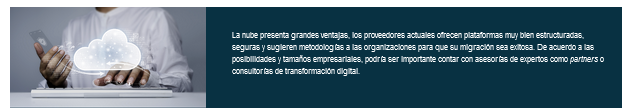 La nube presenta grandes ventajas, los proveedores actuales ofrecen plataformas muy bien estructuradas,
seguras y sugieren metodologías a las organizaciones para que su migración sea exitosa. De acuerdo a las
posibilidades y tamaños empresariales, podría ser importante contar con asesorías de expertos como partners o
consultorías de transformación digital.